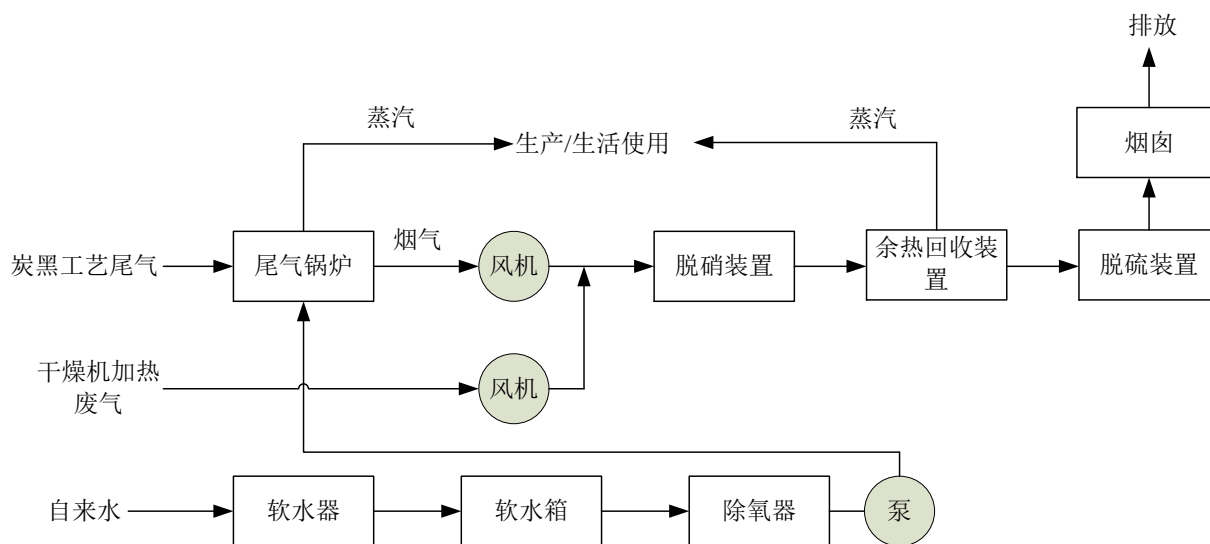 排放
烟囱
蒸汽
生产/生活使用
蒸汽
炭黑工艺尾气
尾气锅炉
烟气
风机
脱硝装置
余热回收装
置
脱硫装置
干燥机加热
废气
风机
自来水
软水器
软水箱
除氧器
泵